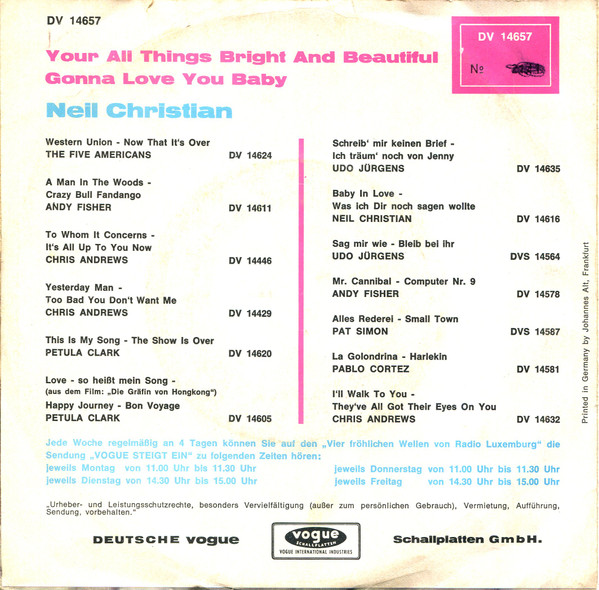 DV 14657
Your All Things Bright And Beautiful
Gonna Love You Baby
Neil Christian
DV 14657
No
Western Union - Now That It's Over
THE FIVE AMERICANS DV 14624
A Man In The Woods -
Crazy Bull Fandango
ANDY FISHER DV 14611
To Whom It Concerns -
It's All Up To You Now
CHRIS ANDREWS DV 14446
Yesterday Man -
Too Bad You Don't Want Me
CHRIS ANDREWS DV 14429
This Is My Song - The Show Is Over
PETULA CLARK DV 14620
Love - so heißt mein Song -
(aus dem Film: „Die Gräfin von Hongkong")
Happy Journey - Bon Voyage
PETULA CLARK DV 14605
Schreib' mir keinen Brief -
Ich träum' noch von Jenny
UDO JÜRGENS DV 14635
Baby In Love -
Was ich Dir noch sagen wollte
NEIL CHRISTIAN DV 14616
Sag mir wie - Bleib bei ihr
UDO JÜRGENS DVS 14564
Mr. Cannibal - Computer Nr. 9
ANDY FISHER DV 14578
Alles Rederei - Small Town
PAT SIMON DVS 14587
La Golondrina - Harlekin
PABLO CORTEZ DV 14581
I'll Walk To You -
They've All Got Their Eyes On You
CHRIS ANDREWS DV 14632
Printed in Germany by Johannes Alt, Frankfurt
Jede Woche regelmäßig an 4 Tagen können Sie auf den „Vier fröhlichen Wellen von Radio Luxemburg" die
Sendung „VOGUE STEIGT EIN" zu folgenden Zeiten hören:
jeweils Montag von 11.00 Uhr bis 11.30 Uhr jeweils Donnerstag von 11.00 Uhr bis 11.30 Uhr
jeweils Dienstag von 14.30 Uhr bis 15.00 Uhr jeweils Freitag von 14.30 Uhr bis 15.00 Uhr
„Urheber- und Leistungsschutzrechte, besonders Vervielfältigung (außer zum persönlichen Gebrauch), Vermietung, Aufführung,
Sendung, vorbehalten."
DEUTSCHE vogue
vogue
SCHALLPLATTEN
VOGUE INTERNATIONAL INDUSTRIES
Schallplatten GmbH.